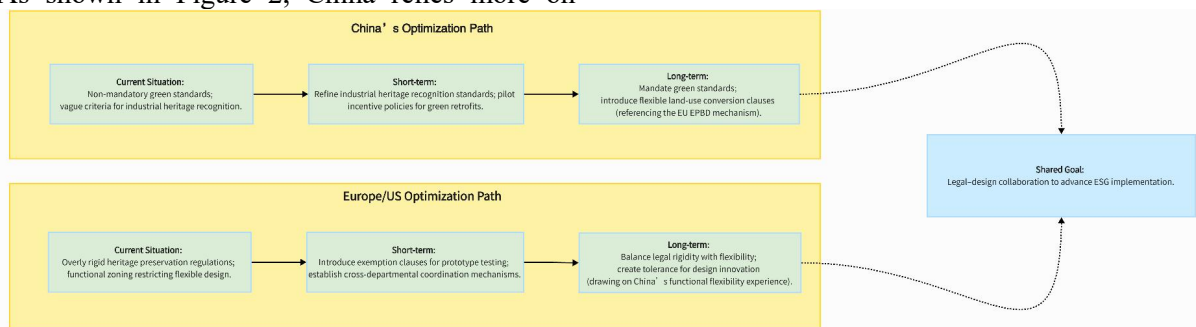 As shown in Figure 2, China relies more on
China's Optimization Path
Current Situation:
Non-mandatory green standards;
vague criteria for industrial heritage recognition.
Short-term:
Refine industrial heritage recognition standards; pilot
incentive policies for green retrofits.
Long-term:
Mandate green standards;
introduce flexible land-use conversion clauses
(referencing the EU EPBD mechanism).
Shared Goal:
Legal–design collaboration to advance ESG implementation.
Europe/US Optimization Path
Current Situation:
Overly rigid heritage preservation regulations;
functional zoning restricting flexible design.
Short-term:
Introduce exemption clauses for prototype testing;
establish cross-departmental coordination mechanisms.
Long-term:
Balance legal rigidity with flexibility;
create tolerance for design innovation
(drawing on China's functional flexibility experience).